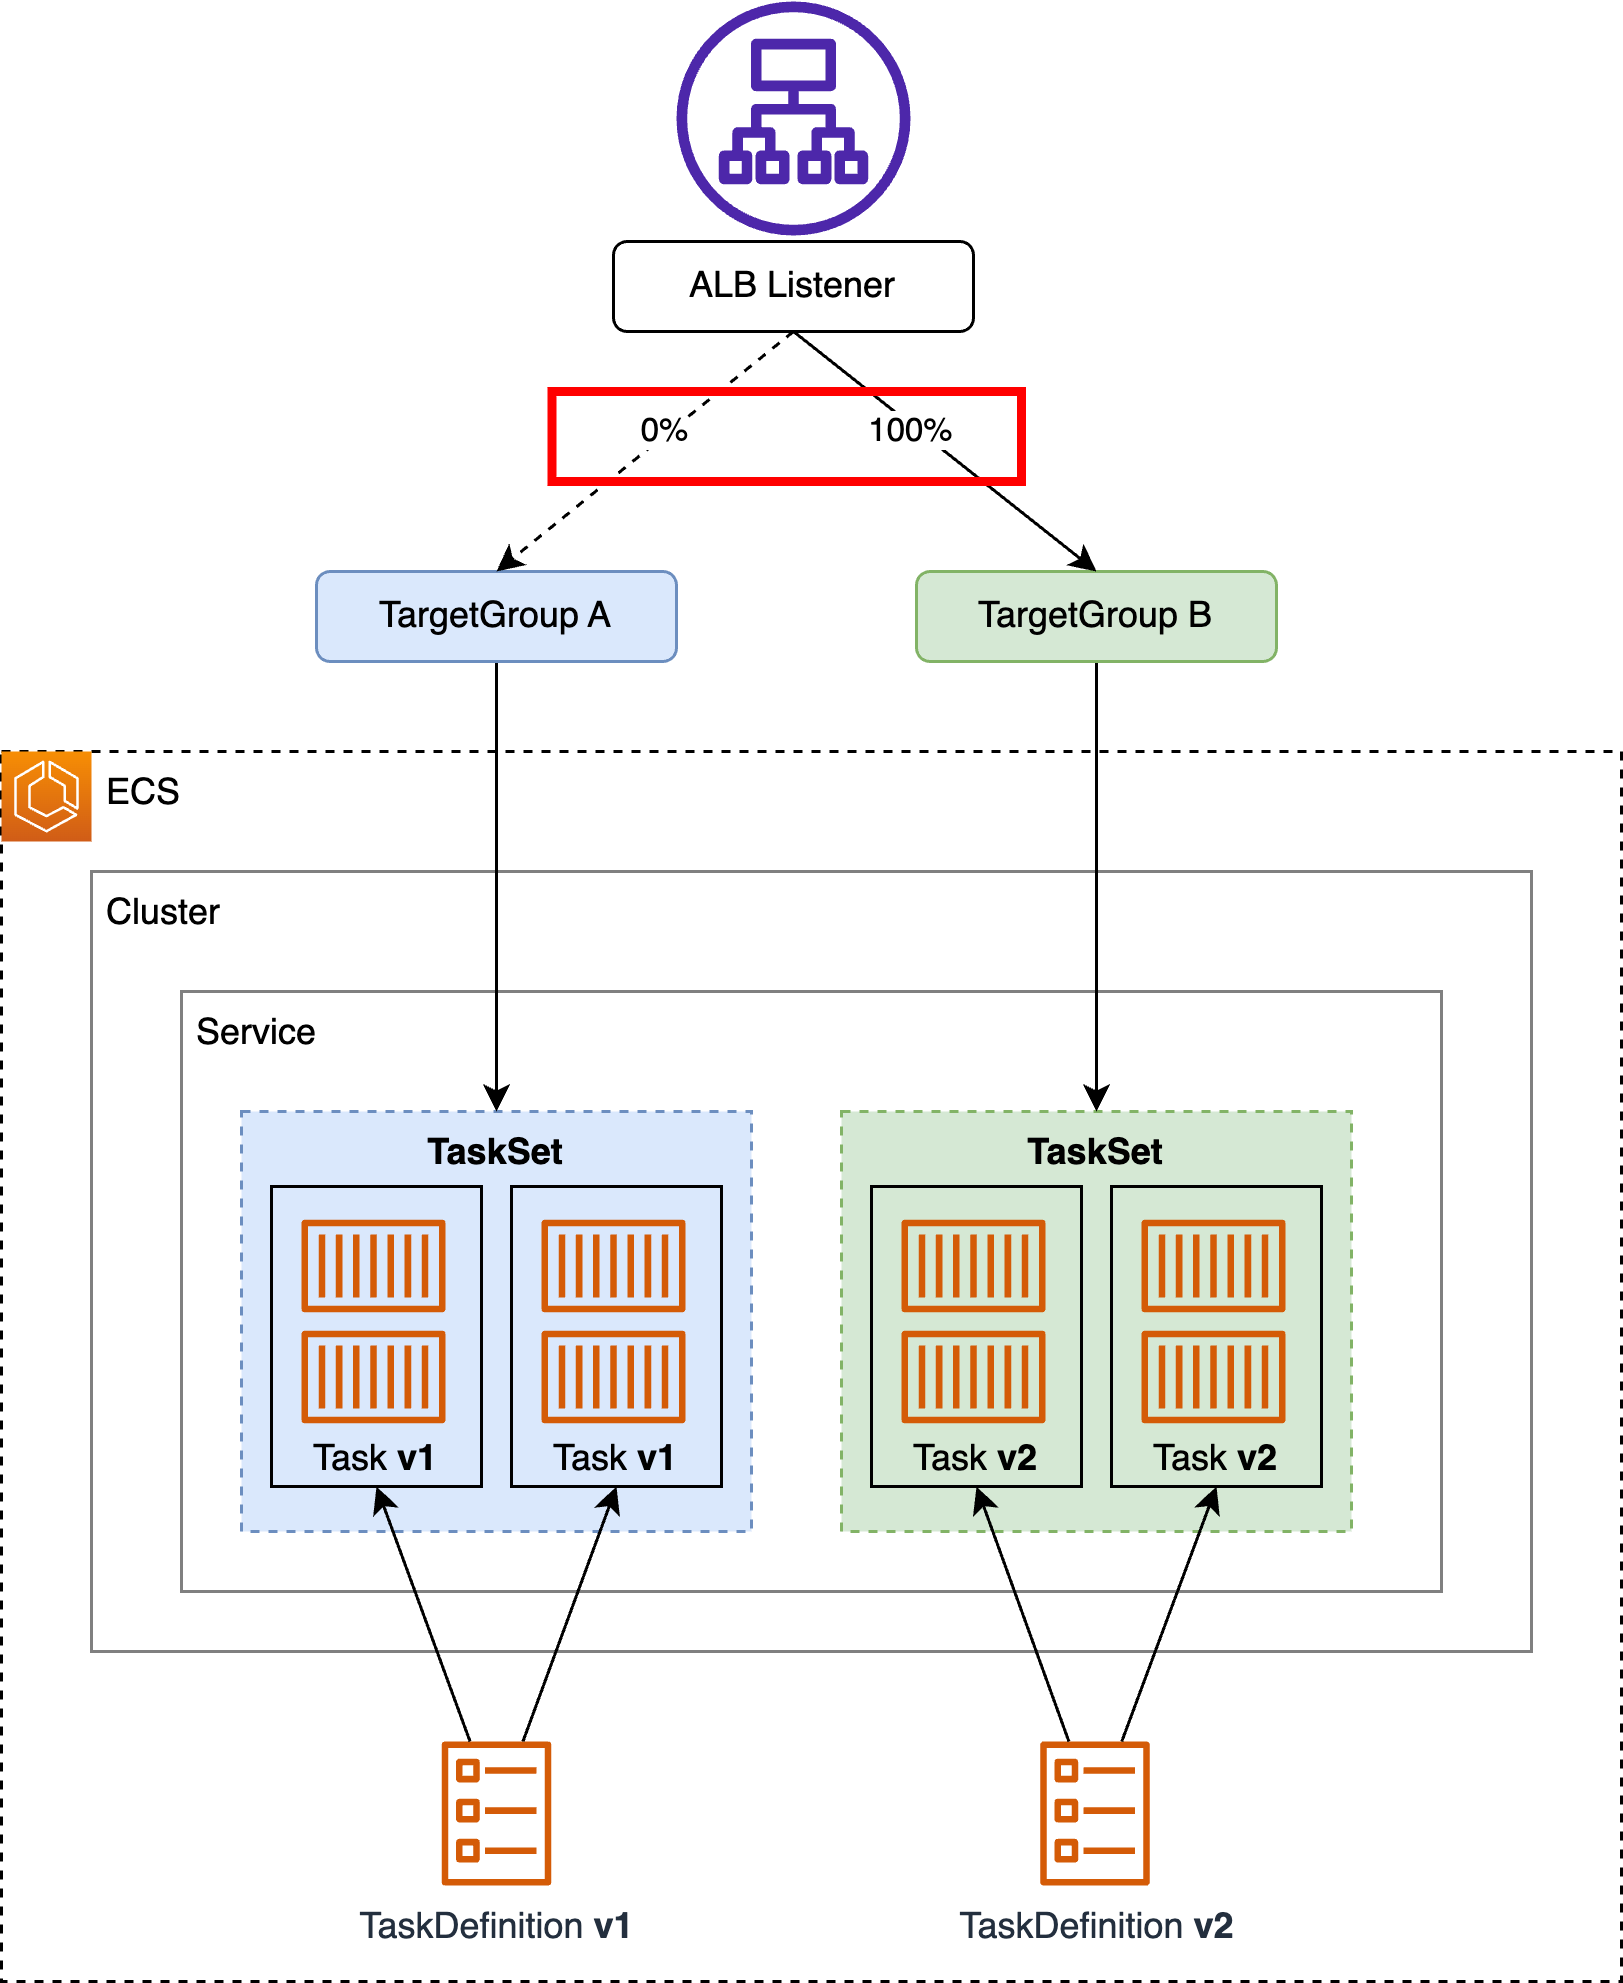 ALB Listener
0%
100%
TargetGroup A
TargetGroup B
ECS
Cluster
Service
TaskSet
TaskSet
Task v1
Task v1
Task v2
Task v2
TaskDefinition v1
TaskDefinition v2